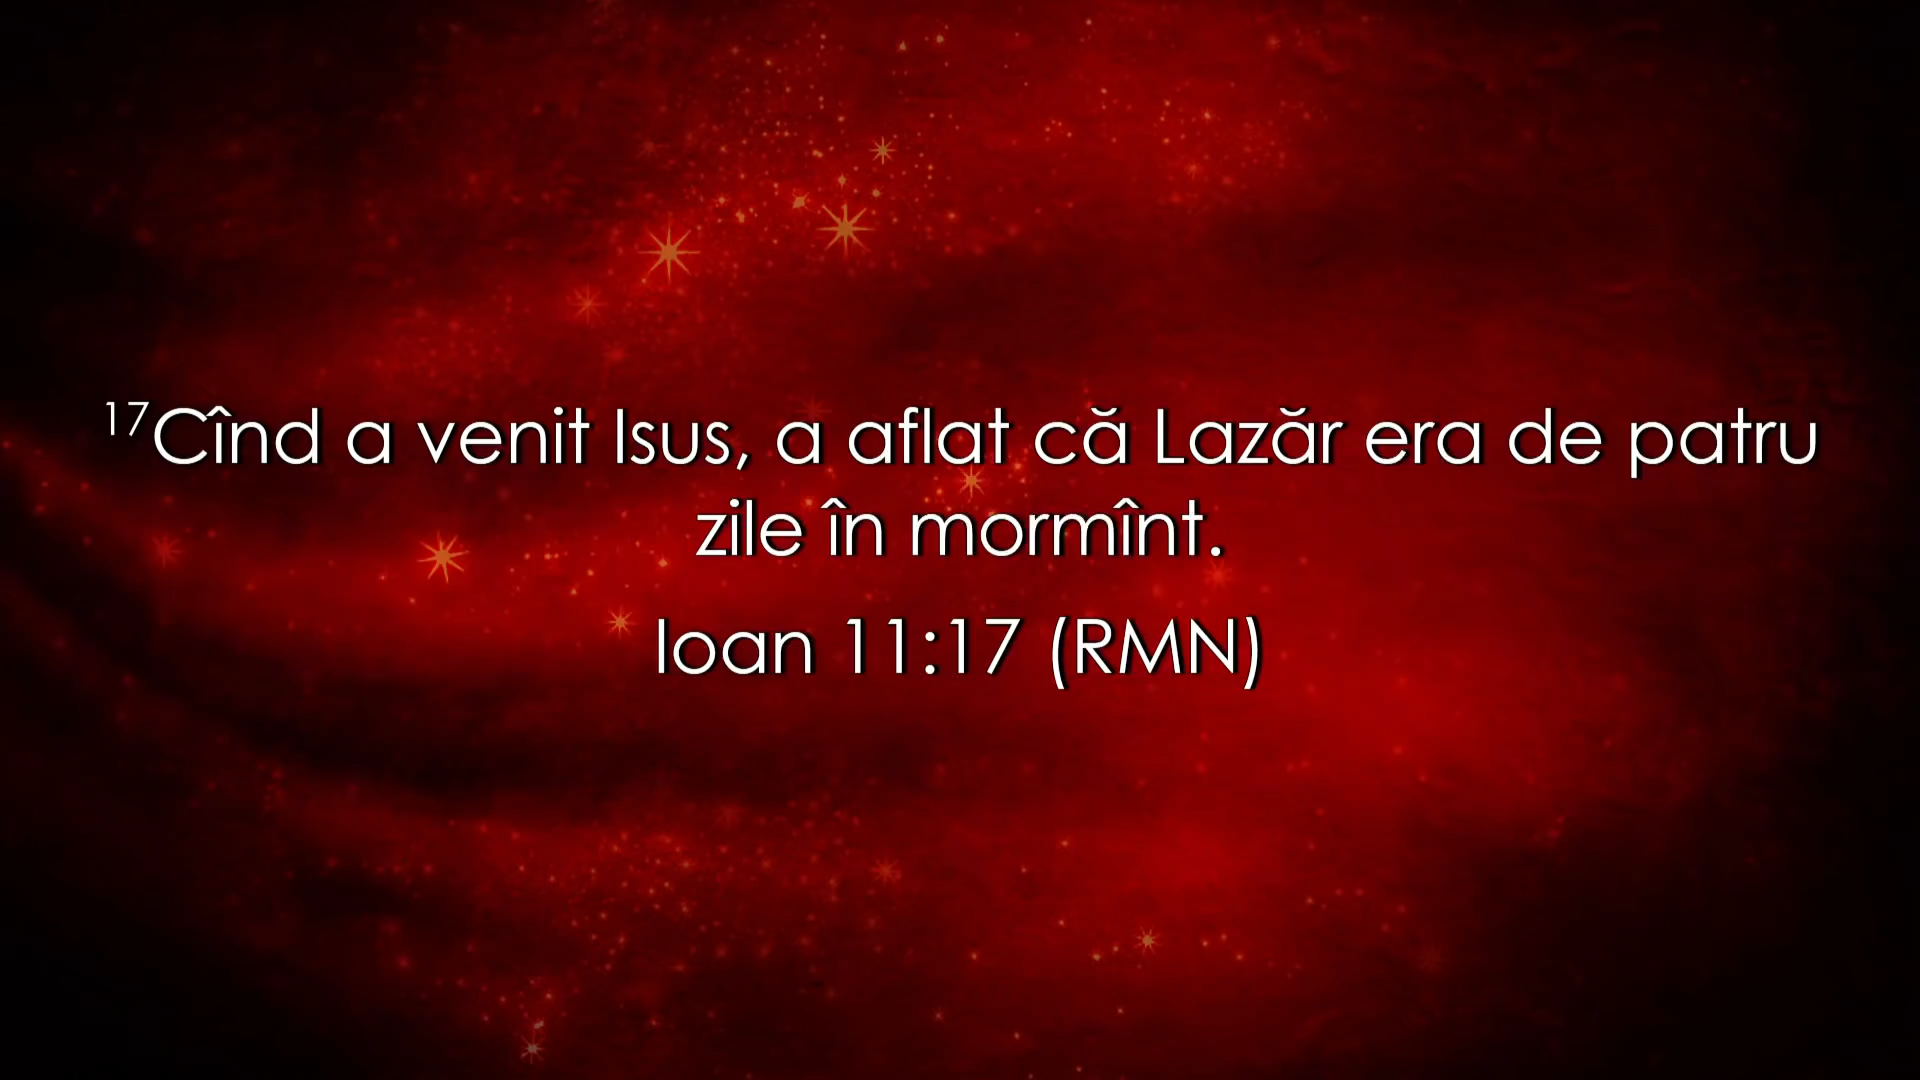 17Cînd a venit Isus, a aflat că Lazăr era de patru
zile în mormînt.
Ioan 11:17 (RMN)